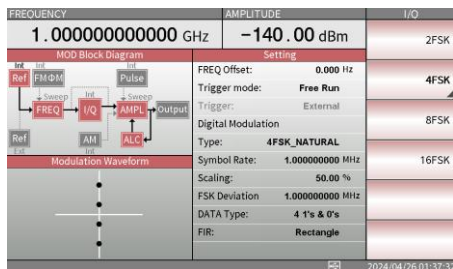 FREQUENCY
AMPLITUDE
I/Q
1.000000000000 GHz
-140.00 dBm
MOD Block Diagram
Int
Int
Int
Ref
FMΦM
Pulse
Sweep
Int
Sweep
FREQ
I/Q
AMPL
Output
Ref
AM
ALC
Ext
Int
Modulation Waveform
Setting
FREQ Offset: 0.000 Hz
Trigger mode: Free Run
Trigger: External
Digital Modulation
Type: 4FSK_NATURAL
Symbol Rate: 1.000000000 MHz
Scaling: 50.00 %
FSK Deviation 1.000000000 MHz
DATA Type: 4 1's & 0's
FIR: Rectangle
2FSK
4FSK
8FSK
16FSK
2024/04/26 01:37:37